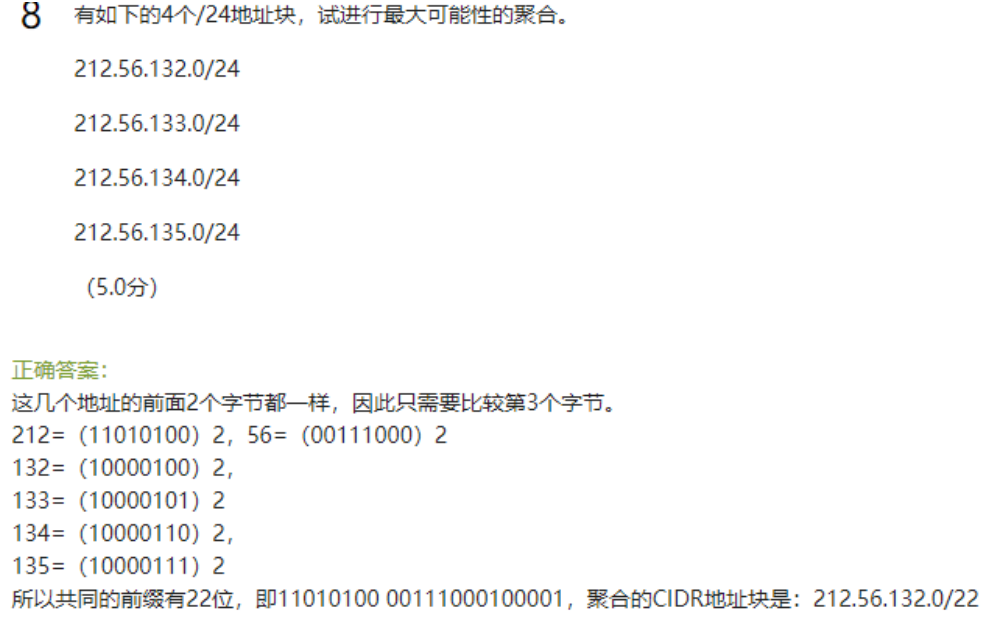 8 有如下的4个/24地址块，试进行最大可能性的聚合。
212.56.132.0/24
212.56.133.0/24
212.56.134.0/24
212.56.135.0/24
（5.0分）
正确答案：
这几个地址的前面2个字节都一样，因此只需要比较第3个字节。
212=（11010100）2，56=（00111000）2
132=（10000100）2，
133=（10000101）2
134=（10000110）2，
135=（10000111）2
所以共同的前缀有22位，即11010100 00111000100001，聚合的CIDR地址块是：212.56.132.0/22